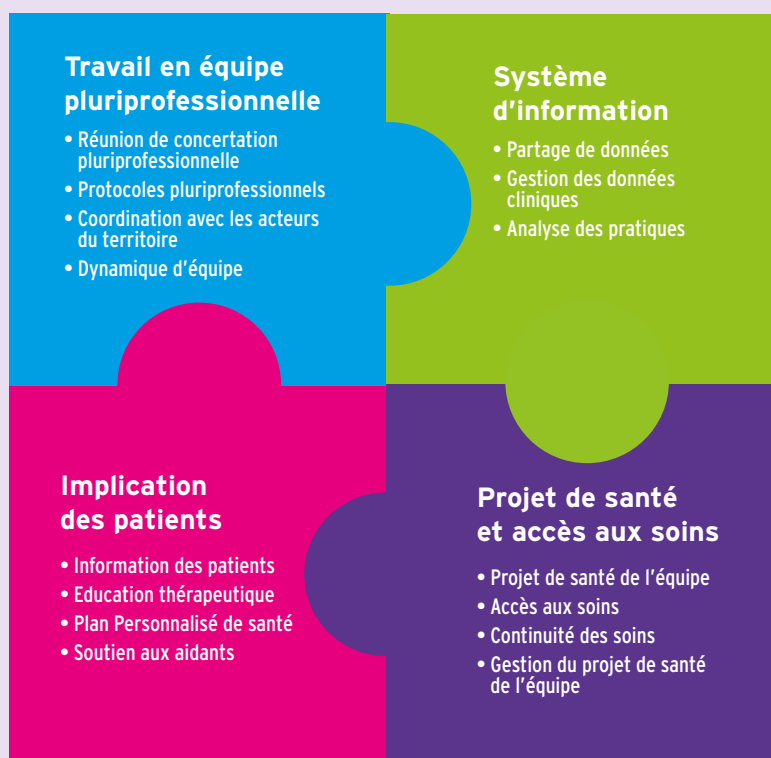 Travail en équipe
pluriprofessionnelle
• Réunion de concertation
pluriprofessionnelle
• Protocoles pluriprofessionnels
• Coordination avec les acteurs
du territoire
• Dynamique d'équipe
Système
d'information
• Partage de données
• Gestion des données
cliniques
• Analyse des pratiques
Implication
des patients
• Information des patients
• Education thérapeutique
• Plan Personnalisé de santé
• Soutien aux aidants
Projet de santé
et accès aux soins
• Projet de santé de l'équipe
• Accès aux soins
• Continuité des soins
• Gestion du projet de santé
de l'équipe